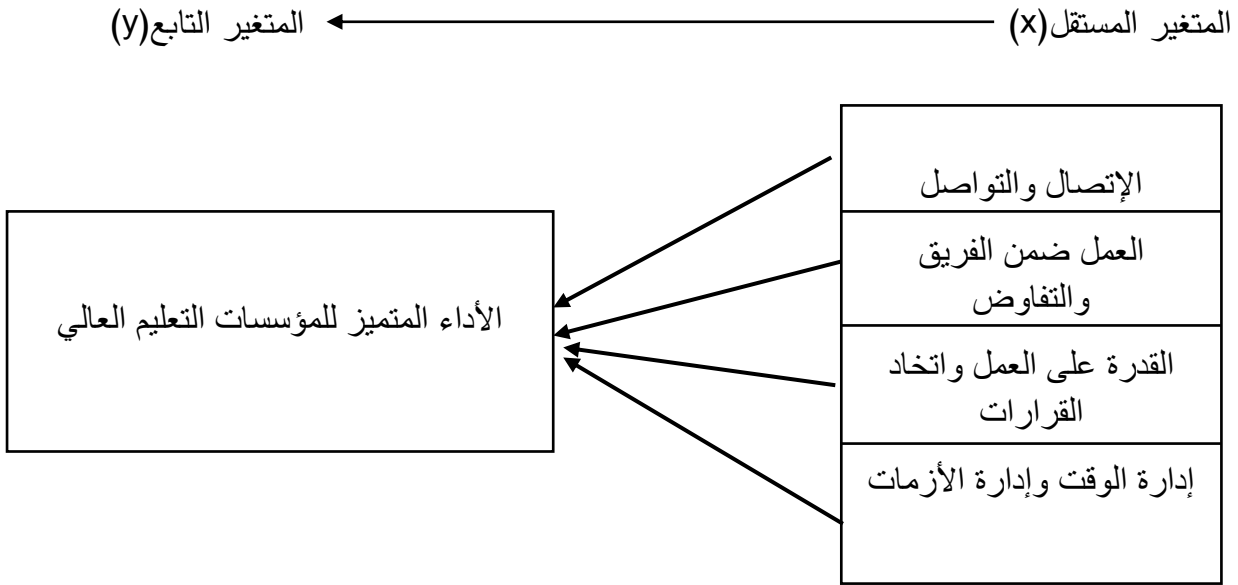 المتغير المستقل(x)
المتغير التابع(y)
الإتصال والتواصل
العمل ضمن الفريق
والتفاوض
القدرة على العمل واتخاد
القرارات
إدارة الوقت وإدارة الأزمات
الأداء المتميز للمؤسسات التعليم العالي